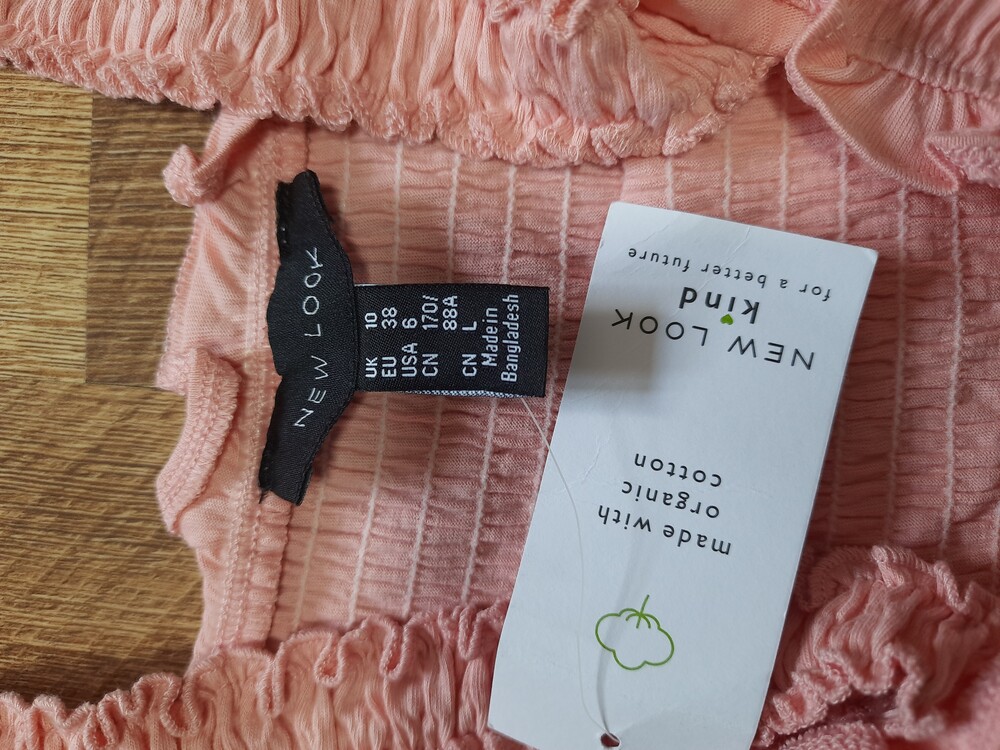 NEW LOOK
UK 10
EU 38
USA 6
CN 170/
88A
CN L
Made in
Bangladesh
made with
organic
cotton
NEW LOOK
kind
for a better future